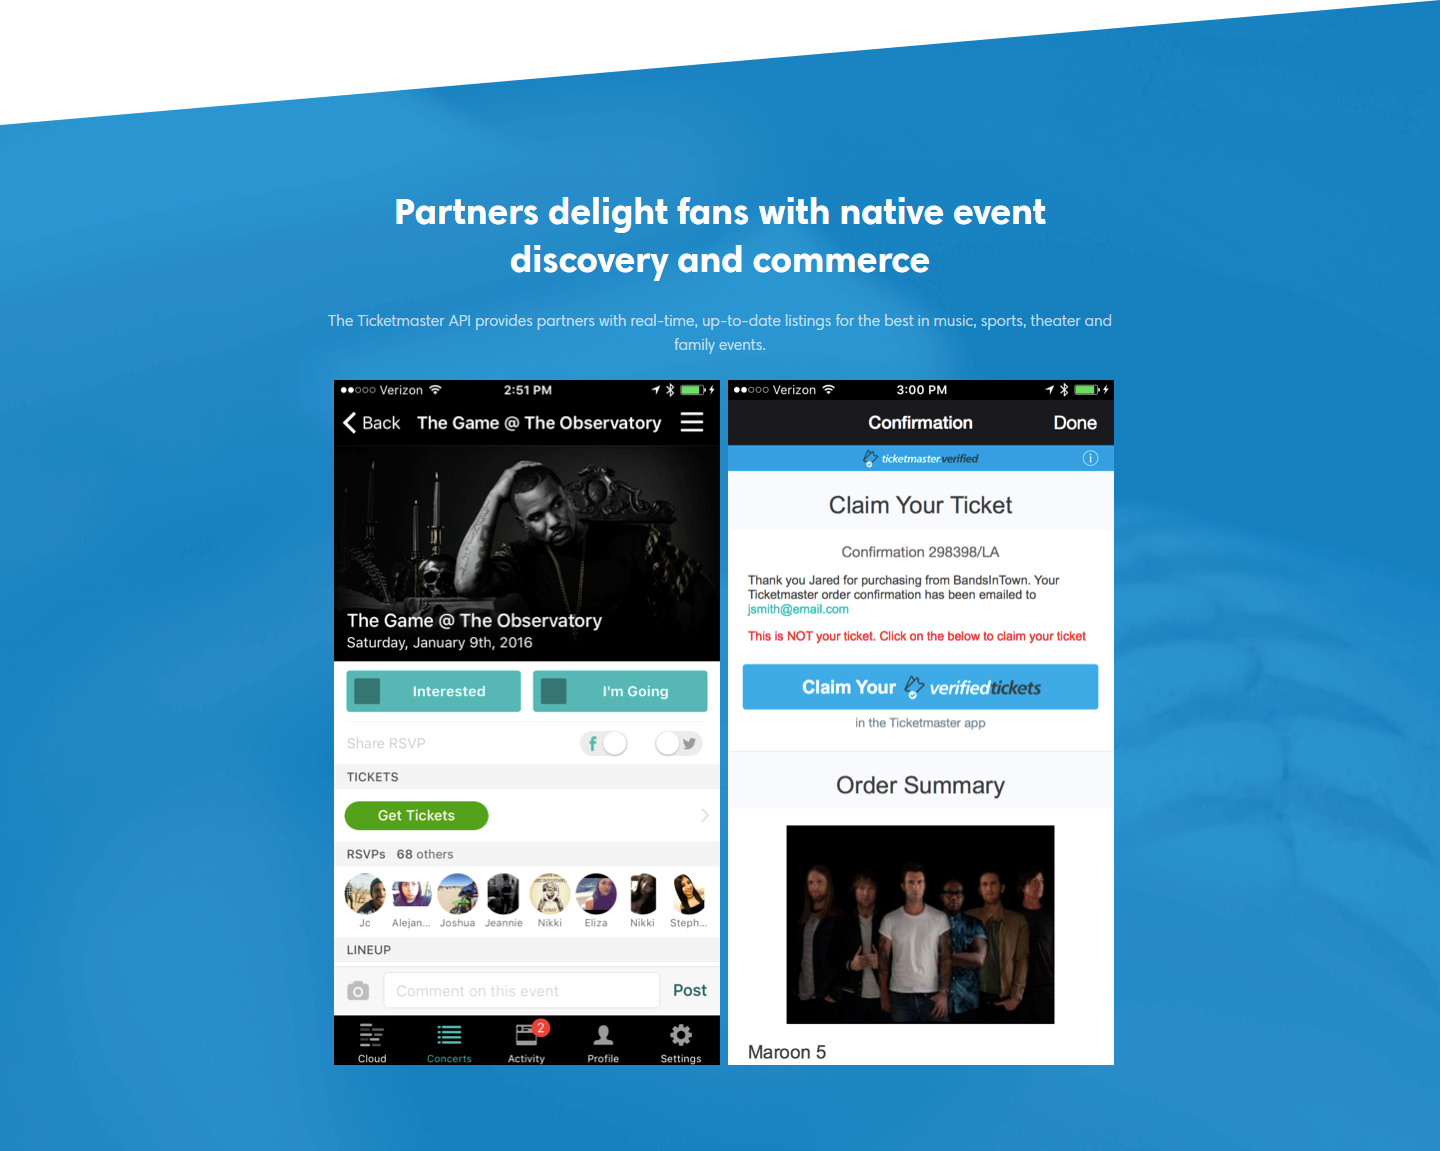 Partners delight fans with native event
discovery and commerce
The Ticketmaster API provides partners with real-time, up-to-date listings for the best in music, sports, theater and
family events.
Verizon 2:51 PM
Back The Game @ The Observatory
The Game @ The Observatory
Saturday, January 9th, 2016
Interested I'm Going
Share RSVP
TICKETS
Get Tickets
RSVPs 68 others
Jc Alejan... Joshua Jeannie Nikki Eliza Nikki Steph...
LINEUP
Comment on this event Post
2
Cloud Concerts Activity Profile Settings
Verizon 3:00 PM
Confirmation Done
ticketmaster verified
Claim Your Ticket
Confirmation 298398/LA
Thank you Jared for purchasing from BandsInTown. Your
Ticketmaster order confirmation has been emailed to
jsmith@email.com
This is NOT your ticket. Click on the below to claim your ticket
Claim Your verifiedtickets
in the Ticketmaster app
Order Summary
Maroon 5